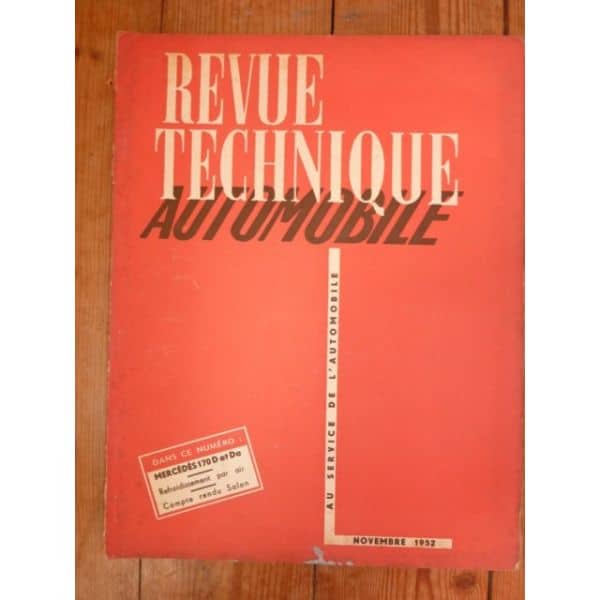 REVUE
TECHNIQUE
AUTOMOBILE
AU SERVICE DE L'AUTOMOBILE
DANS CE NUMÉRO :
MERCÉDÈS 170 D et Da
Refroidissement par air
Compte rendu Salon
NOVEMBRE 1952